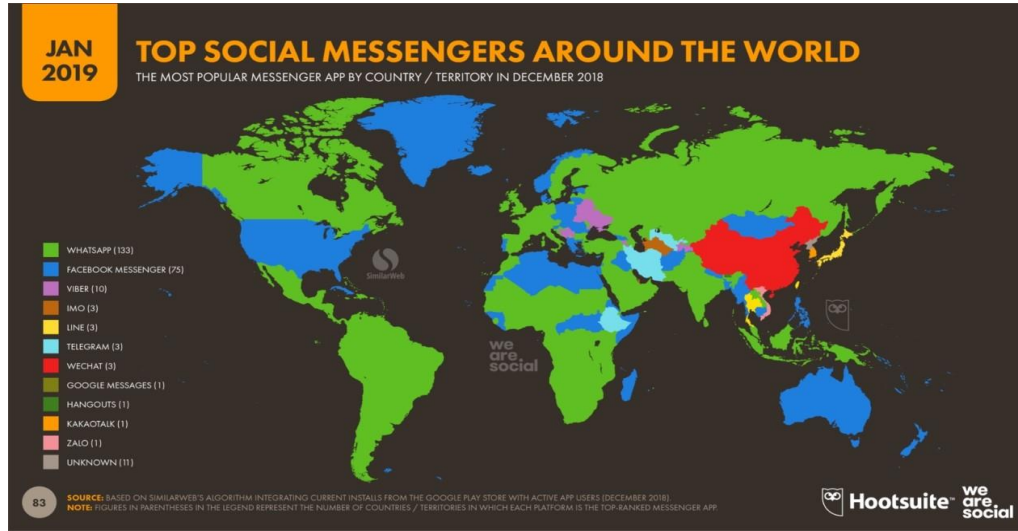 JAN
2019
TOP SOCIAL MESSENGERS AROUND THE WORLD
THE MOST POPULAR MESSENGER APP BY COUNTRY / TERRITORY IN DECEMBER 2018
WHATSAPP (133)
FACEBOOK MESSENGER (75)
VIBER (10)
IMO (3)
LINE (3)
TELEGRAM (3)
WECHAT (3)
GOOGLE MESSAGES (1)
HANGOUTS (1)
KAKAOTALK (1)
ZALO (1)
UNKNOWN (11)
SimilarWeb
we
are
social
83
SOURCE: BASED ON SIMILARWEB'S ALGORITHM INTEGRATING CURRENT INSTALLS FROM THE GOOGLE PLAY STORE WITH ACTIVE APP USERS (DECEMBER 2018)
NOTE: FIGURES IN PARENTHESES IN THE LEGEND REPRESENT THE NUMBER OF COUNTRIES / TERRITORIES IN WHICH EACH PLATFORM IS THE TOP-RANKED MESSENGER APP.
Hootsuite™
we
are
social